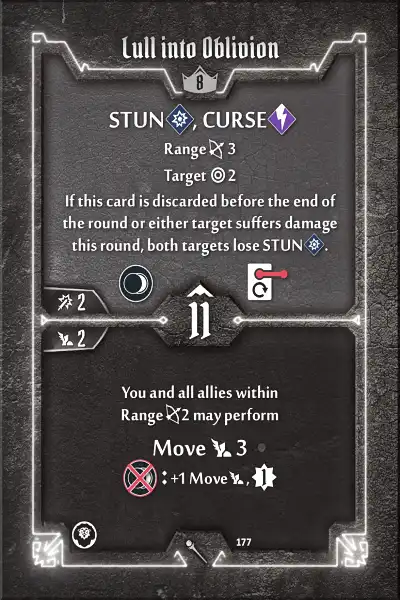 Lull into Oblivion
8
STUN, CURSE
Range 3
Target 2
If this card is discarded before the end of
the round or either target suffers damage
this round, both targets lose STUN.
2
11
2
You and all allies within
Range 2 may perform
Move 3
: +1 Move, 1
177